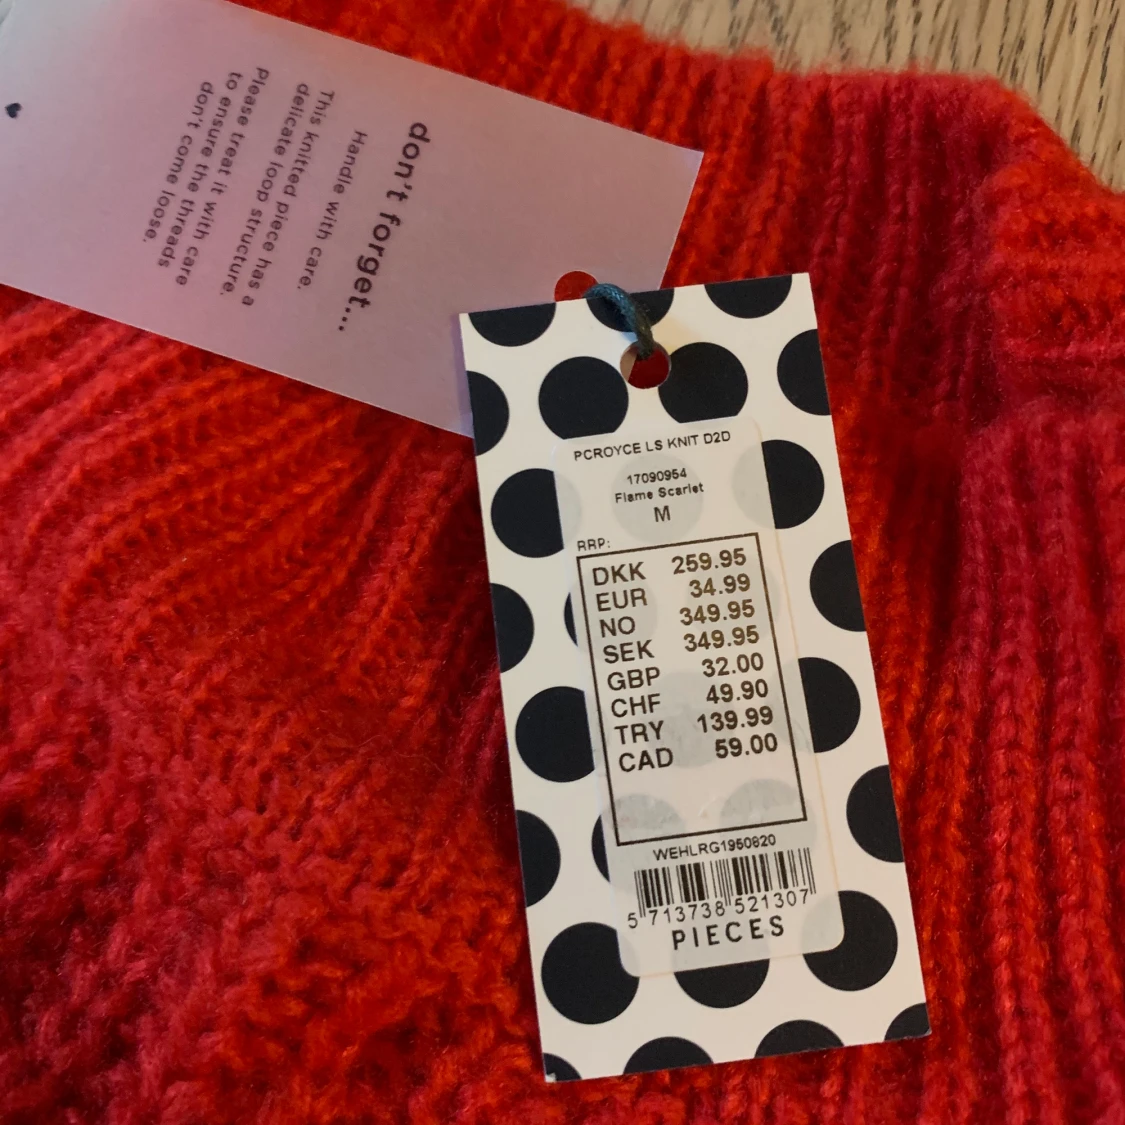 don't forget...
Handle with care.
This knitted piece has a
delicate loop structure.
Please treat it with care
to ensure the threads
don't come loose.
PCROYCE LS KNIT D2D
17090954
Flame Scarlet
M
RRP:
DKK 259.95
EUR 34.99
NO 349.95
SEK 349.95
GBP 32.00
CHF 49.90
TRY 139.99
CAD 59.00
WEHLRG1950820
5 713738 521307
PIECES